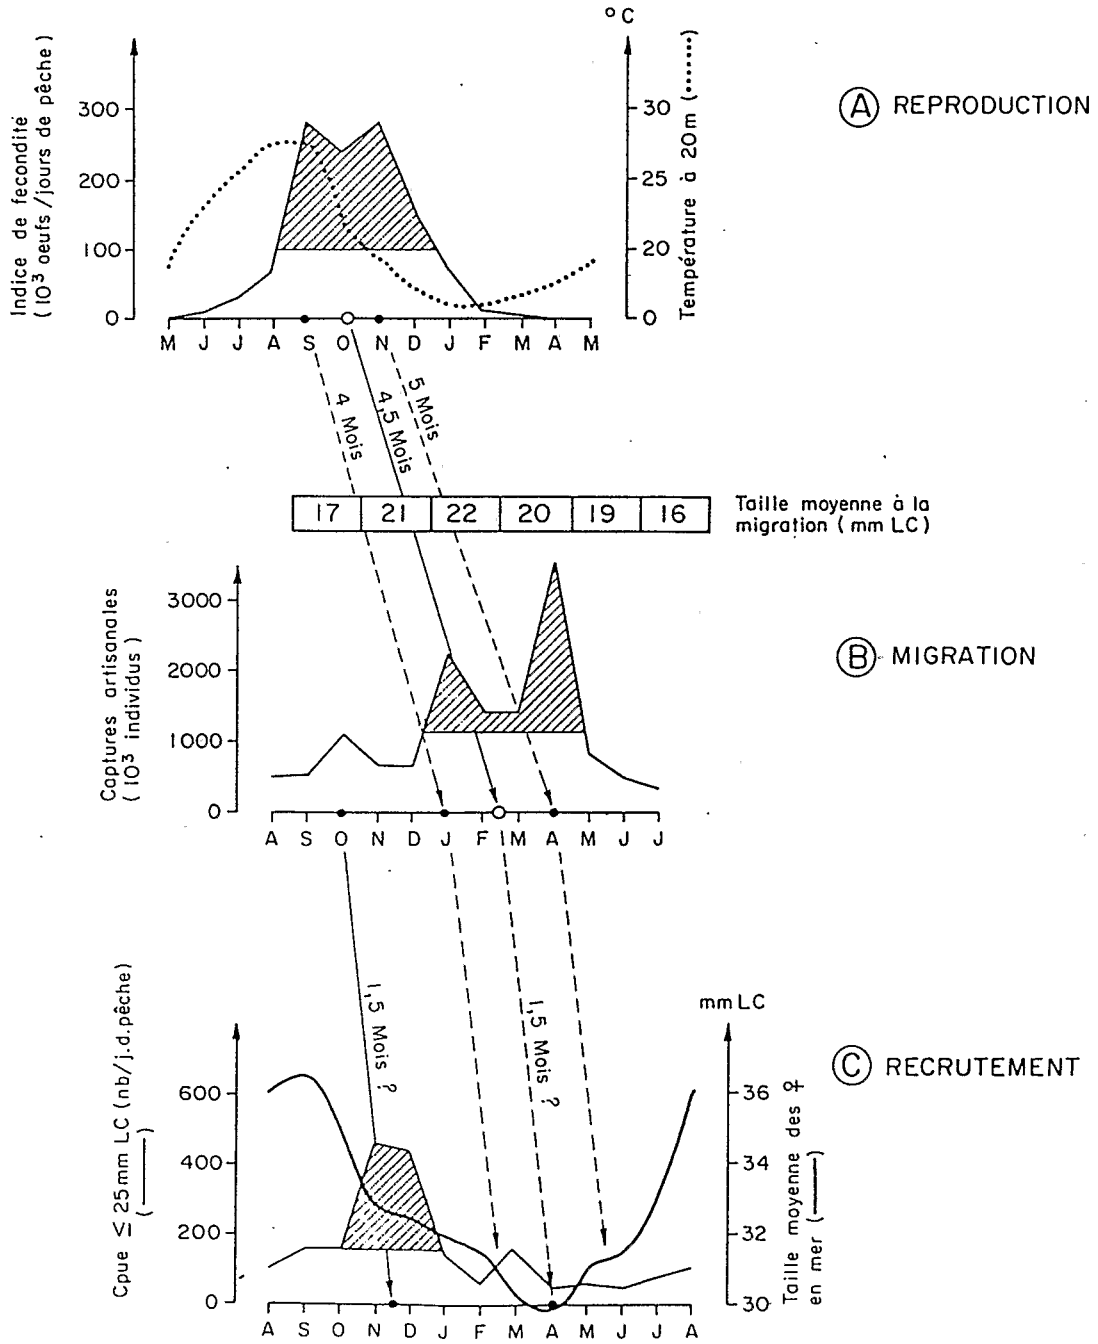 °C
Indice de fecondité
(10³ oeufs/jours de pêche)
300
200
100
0
30
25
20
0
Température à 20m (......)
Ⓐ REPRODUCTION
M J J A S O N D J F M A M
4 Mois
4,5 Mois
5 Mois
17 21 22 20 19 16
Taille moyenne à la
migration (mm LC)
Captures artisanales
(10³ individus)
3000
2000
1000
0
Ⓑ MIGRATION
A S O N D J F M A M J J
1,5 Mois ?
1,5 Mois ?
mm LC
Cpue ≤ 25mm LC (nb/j.d.pêche)
(——)
600
400
200
0
36
34
32
30
Taille moyenne des ♀
en mer (——)
Ⓒ RECRUTEMENT
A S O N D J F M A M J J A